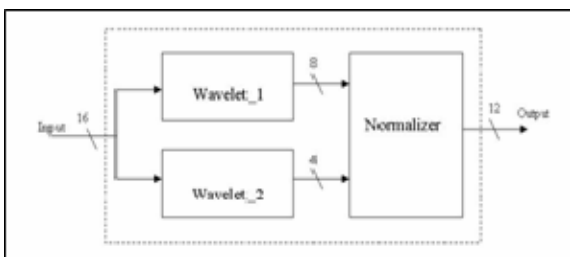 16
Input
Wavelet_1
8
Wavelet_2
4
Normalizer
12
Output